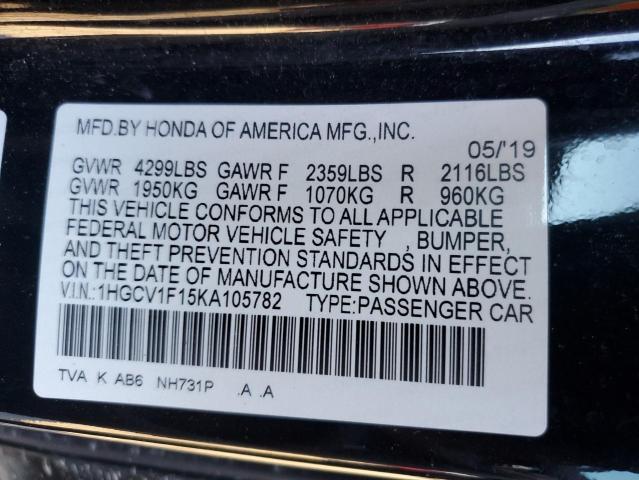 MFD.BY HONDA OF AMERICA MFG.,INC.
05/'19
GVWR 4299LBS GAWR F 2359LBS R 2116LBS
GVWR 1950KG GAWR F 1070KG R 960KG
THIS VEHICLE CONFORMS TO ALL APPLICABLE
FEDERAL MOTOR VEHICLE SAFETY , BUMPER,
AND THEFT PREVENTION STANDARDS IN EFFECT
ON THE DATE OF MANUFACTURE SHOWN ABOVE.
V.I.N.:1HGCV1F15KA105782 TYPE:PASSENGER CAR
TVA K AB6 NH731P .A .A